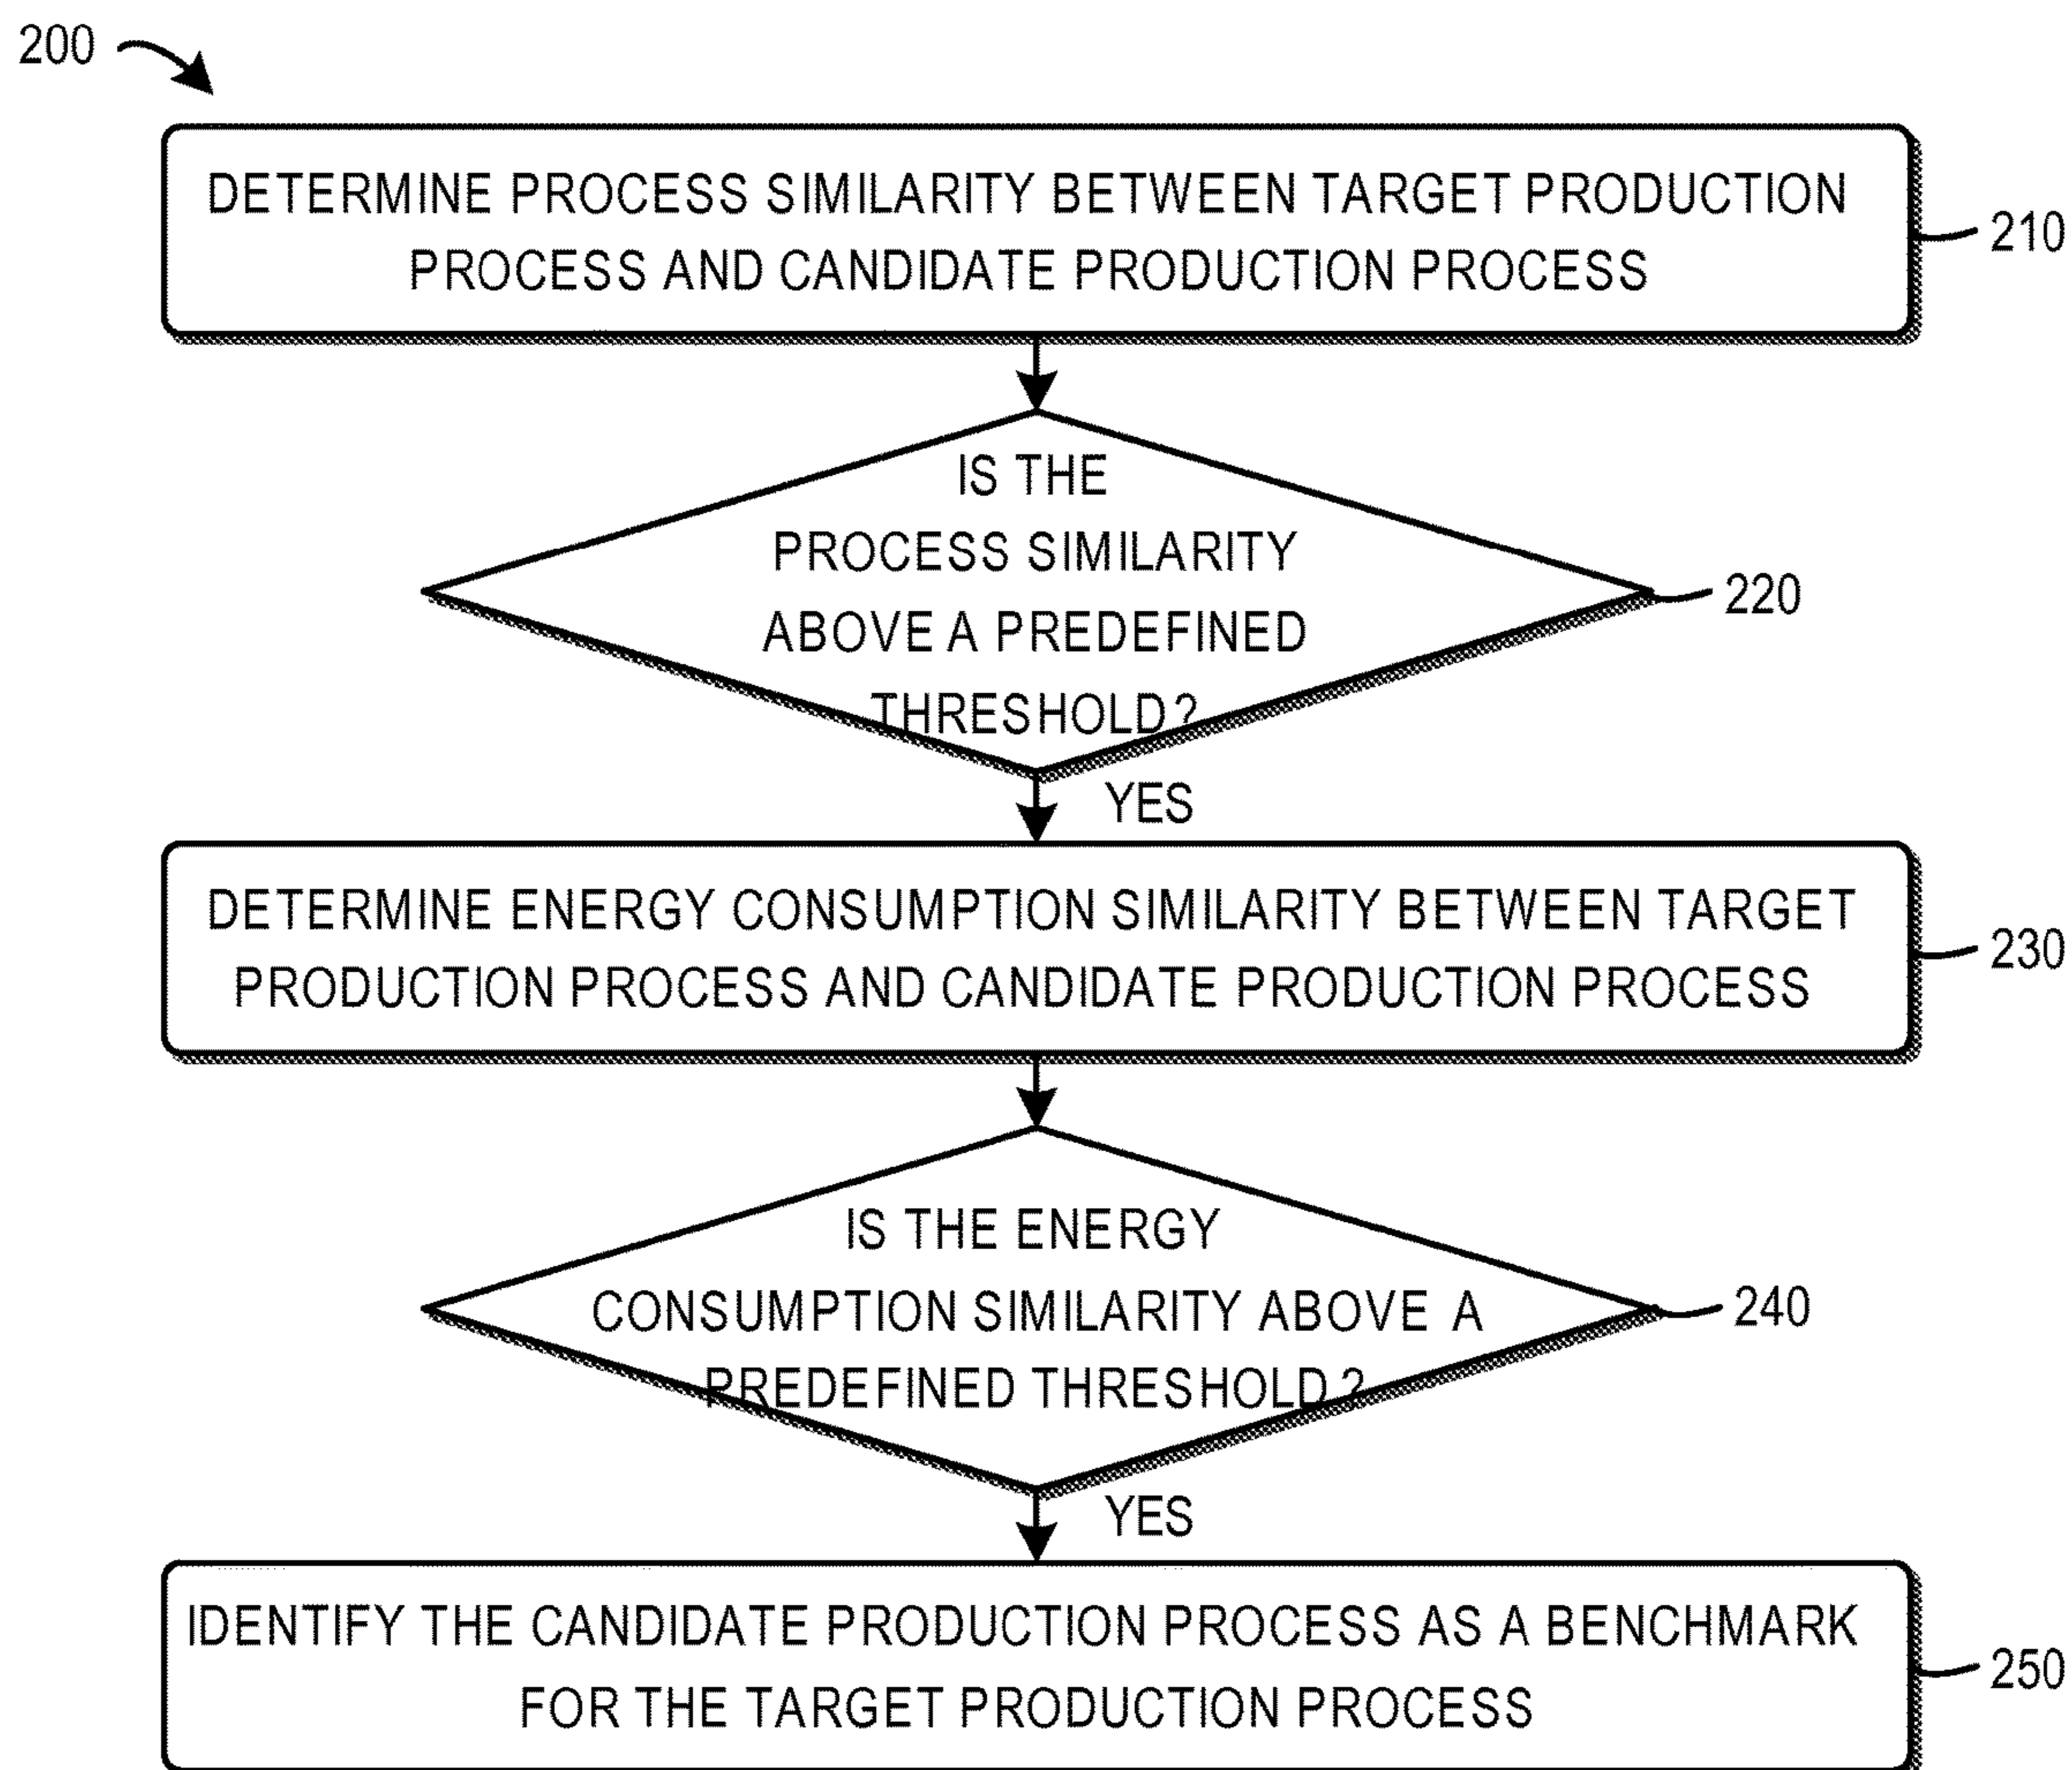 200
DETERMINE PROCESS SIMILARITY BETWEEN TARGET PRODUCTION
PROCESS AND CANDIDATE PRODUCTION PROCESS
210
IS THE
PROCESS SIMILARITY
ABOVE A PREDEFINED
THRESHOLD?
220
YES
DETERMINE ENERGY CONSUMPTION SIMILARITY BETWEEN TARGET
PRODUCTION PROCESS AND CANDIDATE PRODUCTION PROCESS
230
IS THE ENERGY
CONSUMPTION SIMILARITY ABOVE A
PREDEFINED THRESHOLD?
240
YES
IDENTIFY THE CANDIDATE PRODUCTION PROCESS AS A BENCHMARK
FOR THE TARGET PRODUCTION PROCESS
250